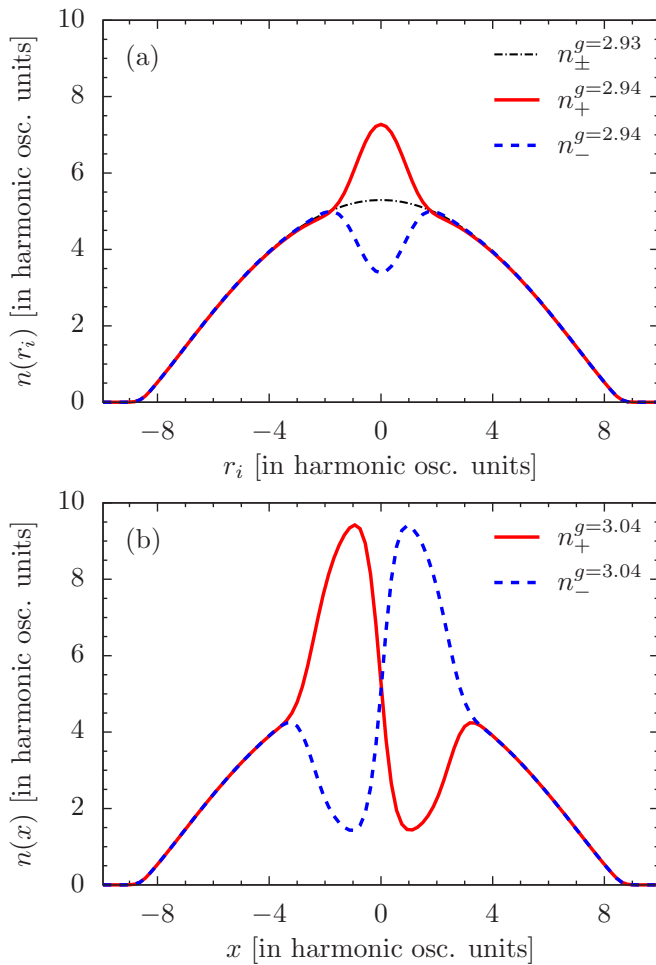 10
(a)
n±^g=2.93
8
n+^g=2.94
n−^g=2.94
6
4
2
0
n(r_i) [in harmonic osc. units]
−8 −4 0 4 8
r_i [in harmonic osc. units]
10
(b)
n+^g=3.04
8
n−^g=3.04
6
4
2
0
n(x) [in harmonic osc. units]
−8 −4 0 4 8
x [in harmonic osc. units]